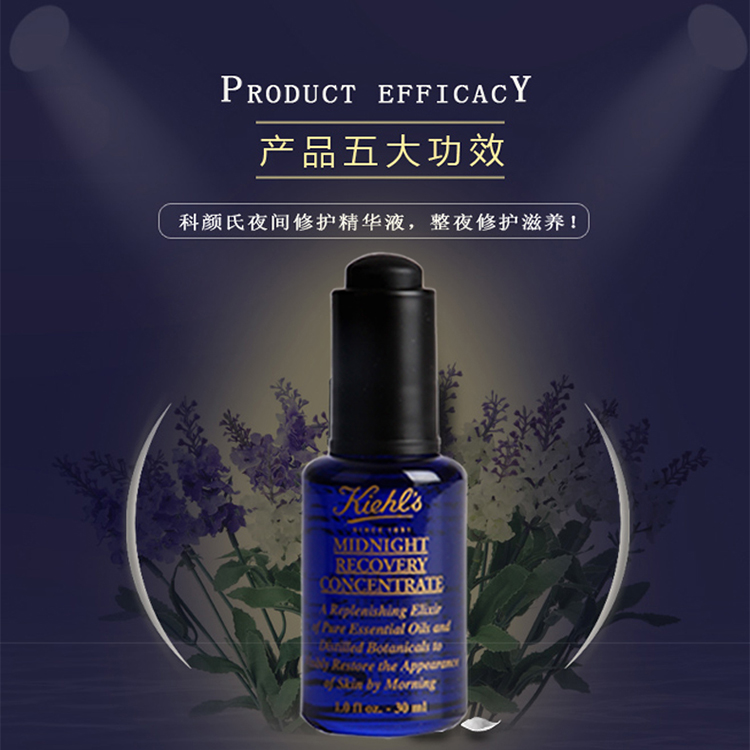 PRODUCT EFFICACY
产品五大功效
科颜氏夜间修护精华液，整夜修护滋养！
Kiehl's
SINCE 1851
MIDNIGHT
RECOVERY
CONCENTRATE
A Replenishing Elixir
of Pure Essential Oils and
Distilled Botanicals to
Restore the Appearance
of Skin by Morning
1.0 fl oz. - 30 ml